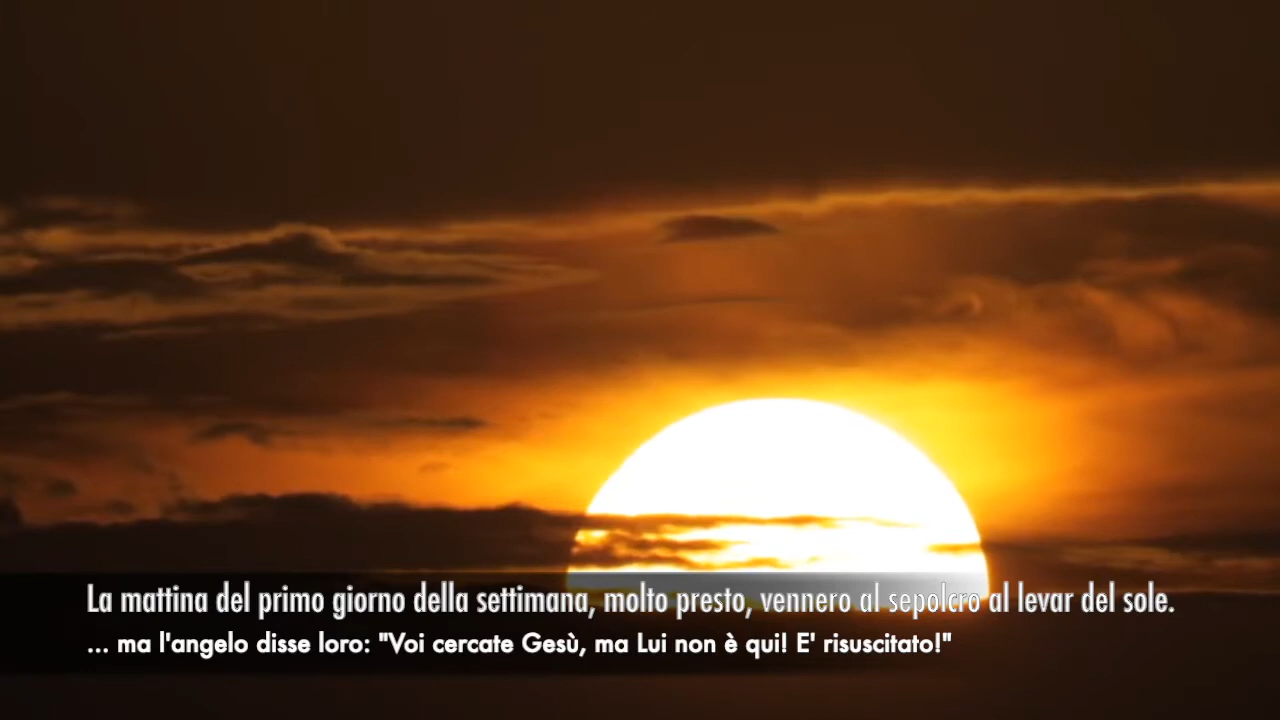 La mattina del primo giorno della settimana, molto presto, vennero al sepolcro al levar del sole.
... ma l'angelo disse loro: "Voi cercate Gesù, ma Lui non è qui! E' risuscitato!"